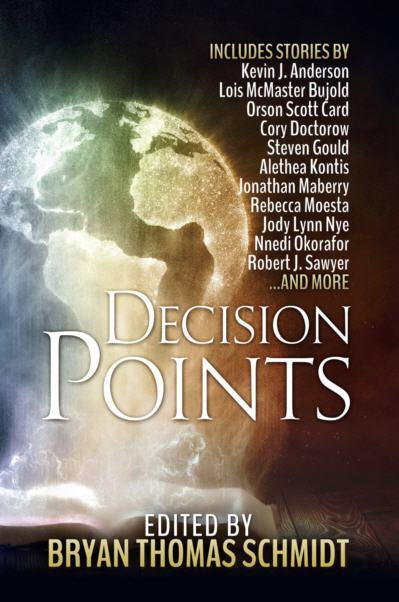 INCLUDES STORIES BY
Kevin J. Anderson
Lois McMaster Bujold
Orson Scott Card
Cory Doctorow
Steven Gould
Alethea Kontis
Jonathan Maberry
Rebecca Moesta
Jody Lynn Nye
Nnedi Okorafor
Robert J. Sawyer
...AND MORE
DECISION
POINTS
EDITED BY
BRYAN THOMAS SCHMIDT